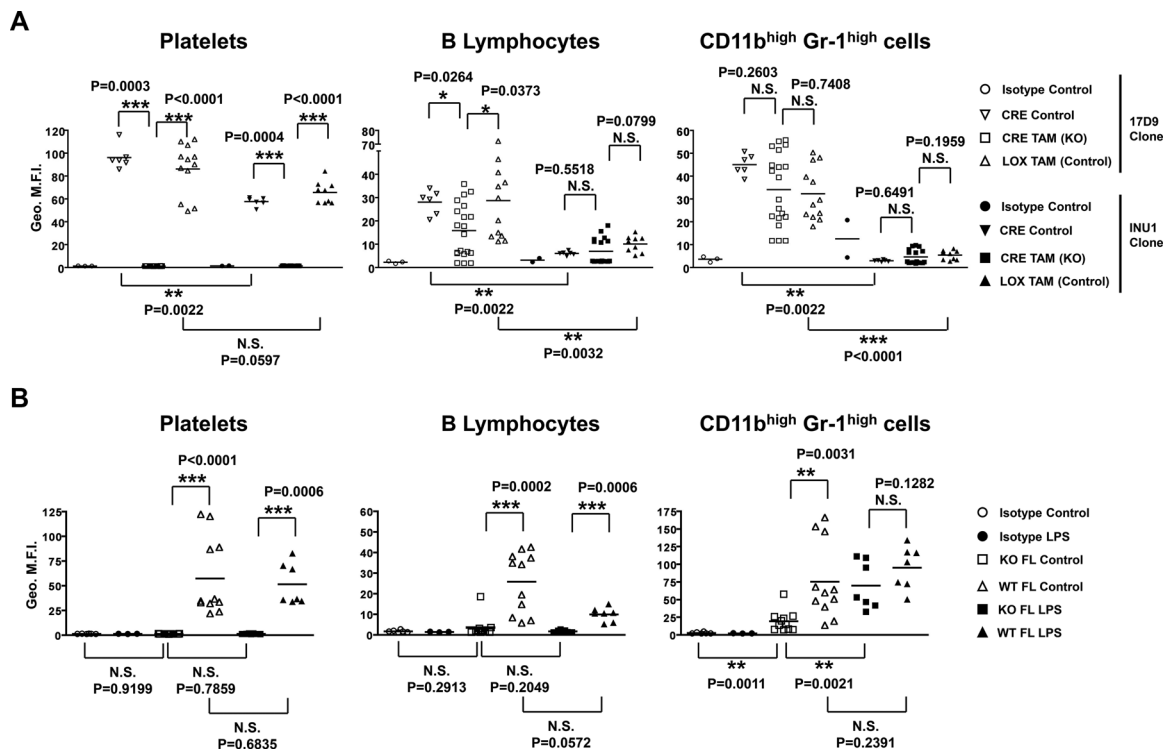 A
Platelets
B Lymphocytes
CD11bhigh Gr-1high cells
P=0.0003
***
P<0.0001
***
P=0.0004
***
P<0.0001
***
Geo. M.F.I.
120
100
80
60
40
20
0
**
P=0.0022
N.S.
P=0.0597
P=0.0264
*
P=0.0373
*
P=0.5518
N.S.
P=0.0799
N.S.
80
70
60
50
40
30
20
10
0
**
P=0.0022
**
P=0.0032
P=0.2603
N.S.
P=0.7408
N.S.
P=0.6491
N.S.
P=0.1959
N.S.
60
50
40
30
20
10
0
**
P=0.0022
***
P<0.0001
Isotype Control
CRE Control
CRE TAM (KO)
LOX TAM (Control)
17D9
Clone
Isotype Control
CRE Control
CRE TAM (KO)
LOX TAM (Control)
INU1
Clone
B
Platelets
B Lymphocytes
CD11bhigh Gr-1high cells
P<0.0001
***
P=0.0006
***
Geo. M.F.I.
125
100
75
50
25
0
N.S.
P=0.9199
N.S.
P=0.7859
N.S.
P=0.6835
P=0.0002
***
P=0.0006
***
60
50
40
30
20
10
0
N.S.
P=0.2913
N.S.
P=0.2049
N.S.
P=0.0572
P=0.0031
**
P=0.1282
N.S.
175
150
125
100
75
50
25
0
**
P=0.0011
**
P=0.0021
N.S.
P=0.2391
Isotype Control
Isotype LPS
KO FL Control
WT FL Control
KO FL LPS
WT FL LPS